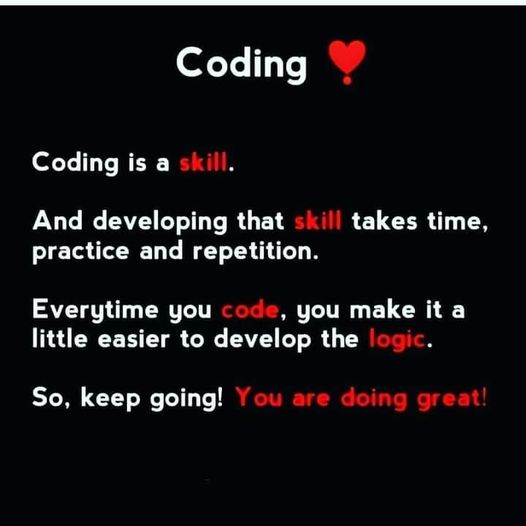 Coding ❣
Coding is a skill.
And developing that skill takes time,
practice and repetition.
Everytime you code, you make it a
little easier to develop the logic.
So, keep going! You are doing great!